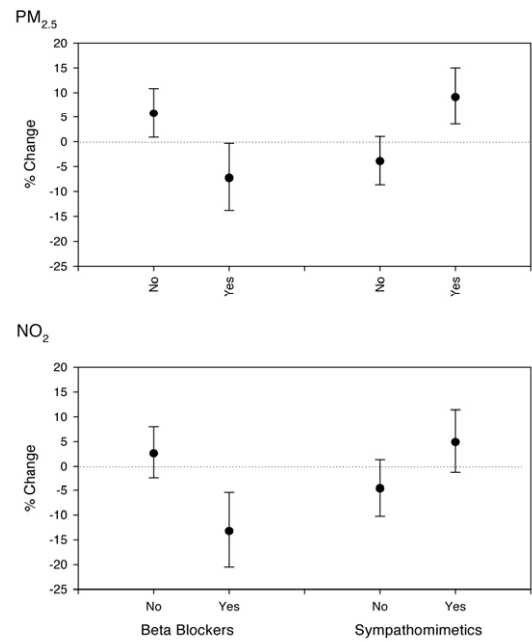 PM2.5
20
15
10
5
0
-5
-10
-15
-20
-25
% Change
No
Yes
No
Yes
NO2
20
15
10
5
0
-5
-10
-15
-20
-25
% Change
No Yes No Yes
Beta Blockers Sympathomimetics